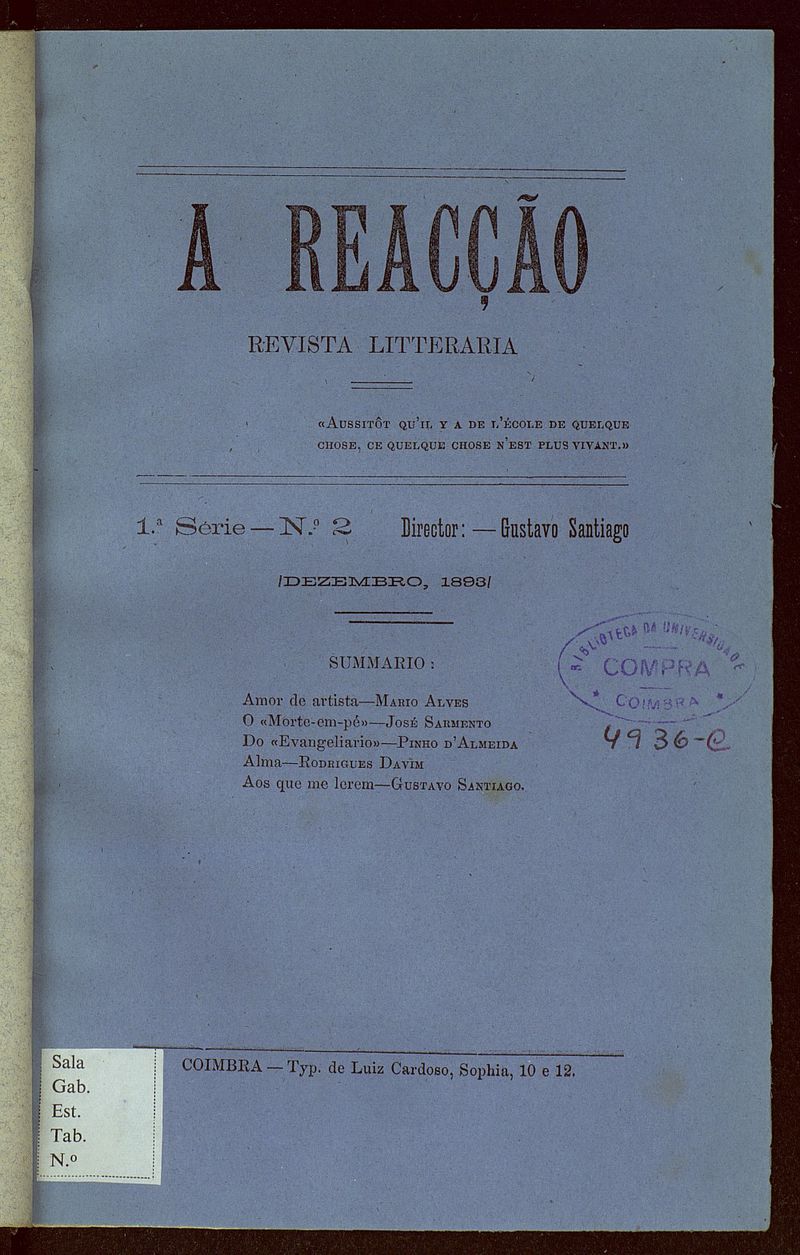 A REACÇÃO
REVISTA LITTERARIA
«Aussitôt qu'il y a de l'école de quelque
chose, ce quelque chose n'est plus vivant.»
1.ª Série — N.º 2 Director: — Gustavo Santiago
/DEZEMBRO, 1893/
SUMMARIO:
Amor de artista—Mario Alves
O «Morte-em-pé»—José Sarmento
Do «Evangeliario»—Pinho d'Almeida
Alma—Rodrigues Davim
Aos que me lerem—Gustavo Santiago.
BIBLIOTECA DA UNIVERSIDADE
COMPRA
* COIMBRA *
4936-C
COIMBRA — Typ. de Luiz Cardoso, Sophia, 10 e 12.
Sala
Gab.
Est.
Tab.
N.º